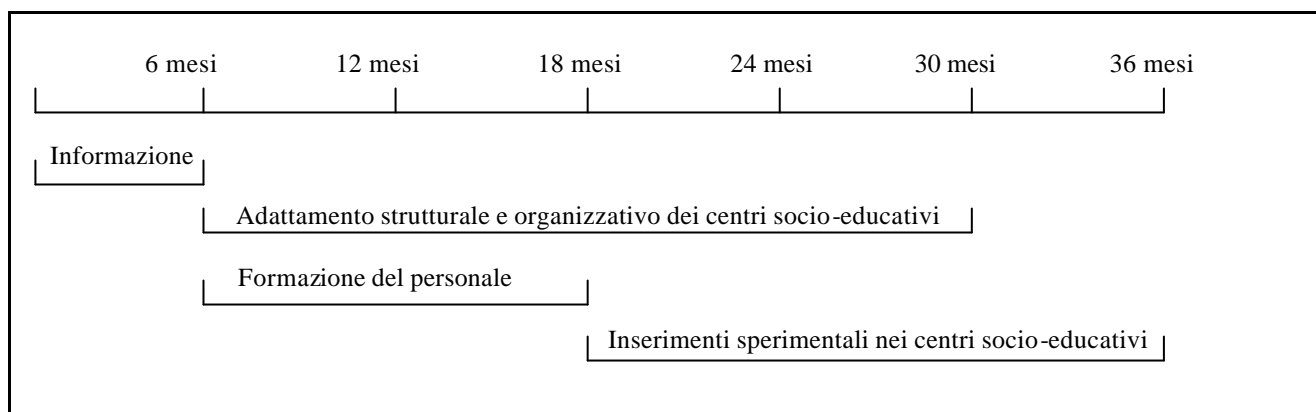 6 mesi 12 mesi 18 mesi 24 mesi 30 mesi 36 mesi
Informazione
Adattamento strutturale e organizzativo dei centri socio-educativi
Formazione del personale
Inserimenti sperimentali nei centri socio-educativi